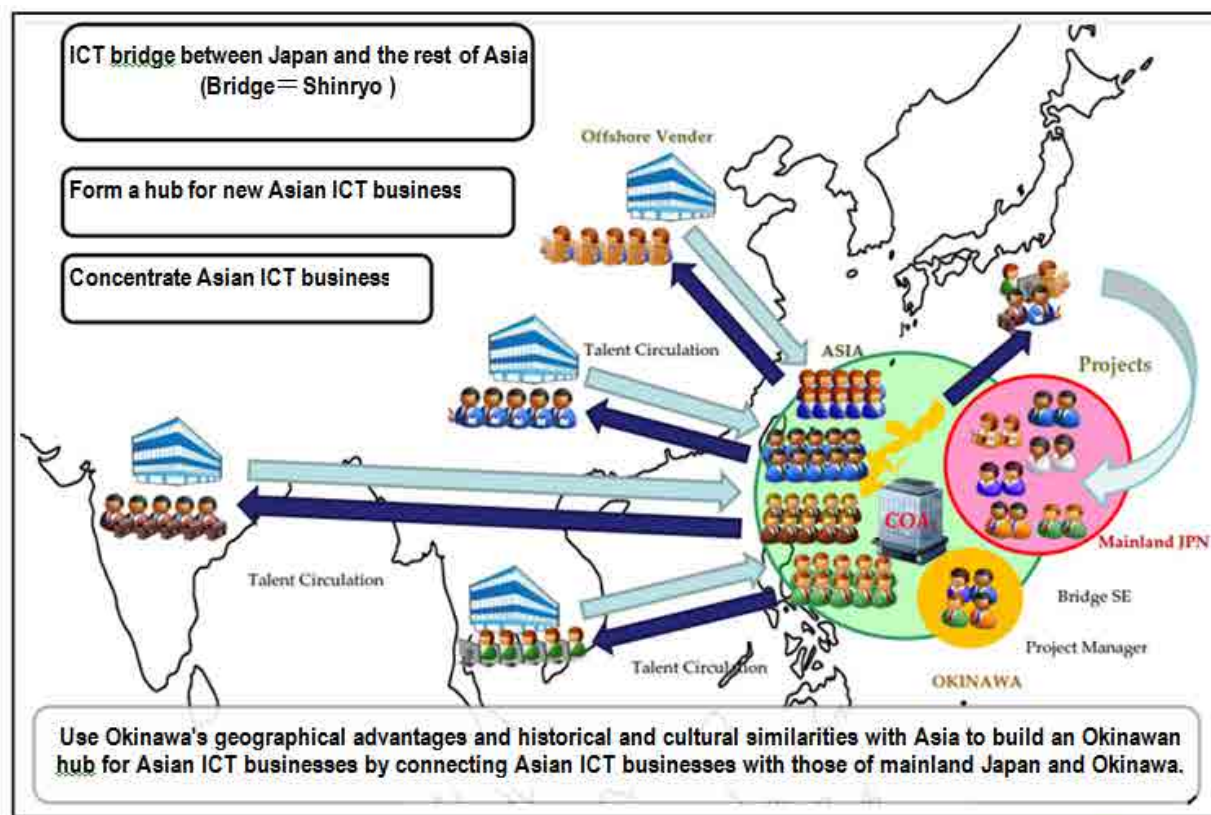 ICT bridge between Japan and the rest of Asia
(Bridge＝Shinryo )
Form a hub for new Asian ICT business
Concentrate Asian ICT business
Offshore Vender
Talent Circulation
ASIA
Projects
COA
Mainland JPN
Talent Circulation
Bridge SE
Project Manager
Talent Circulation
OKINAWA
Use Okinawa's geographical advantages and historical and cultural similarities with Asia to build an Okinawan
hub for Asian ICT businesses by connecting Asian ICT businesses with those of mainland Japan and Okinawa.